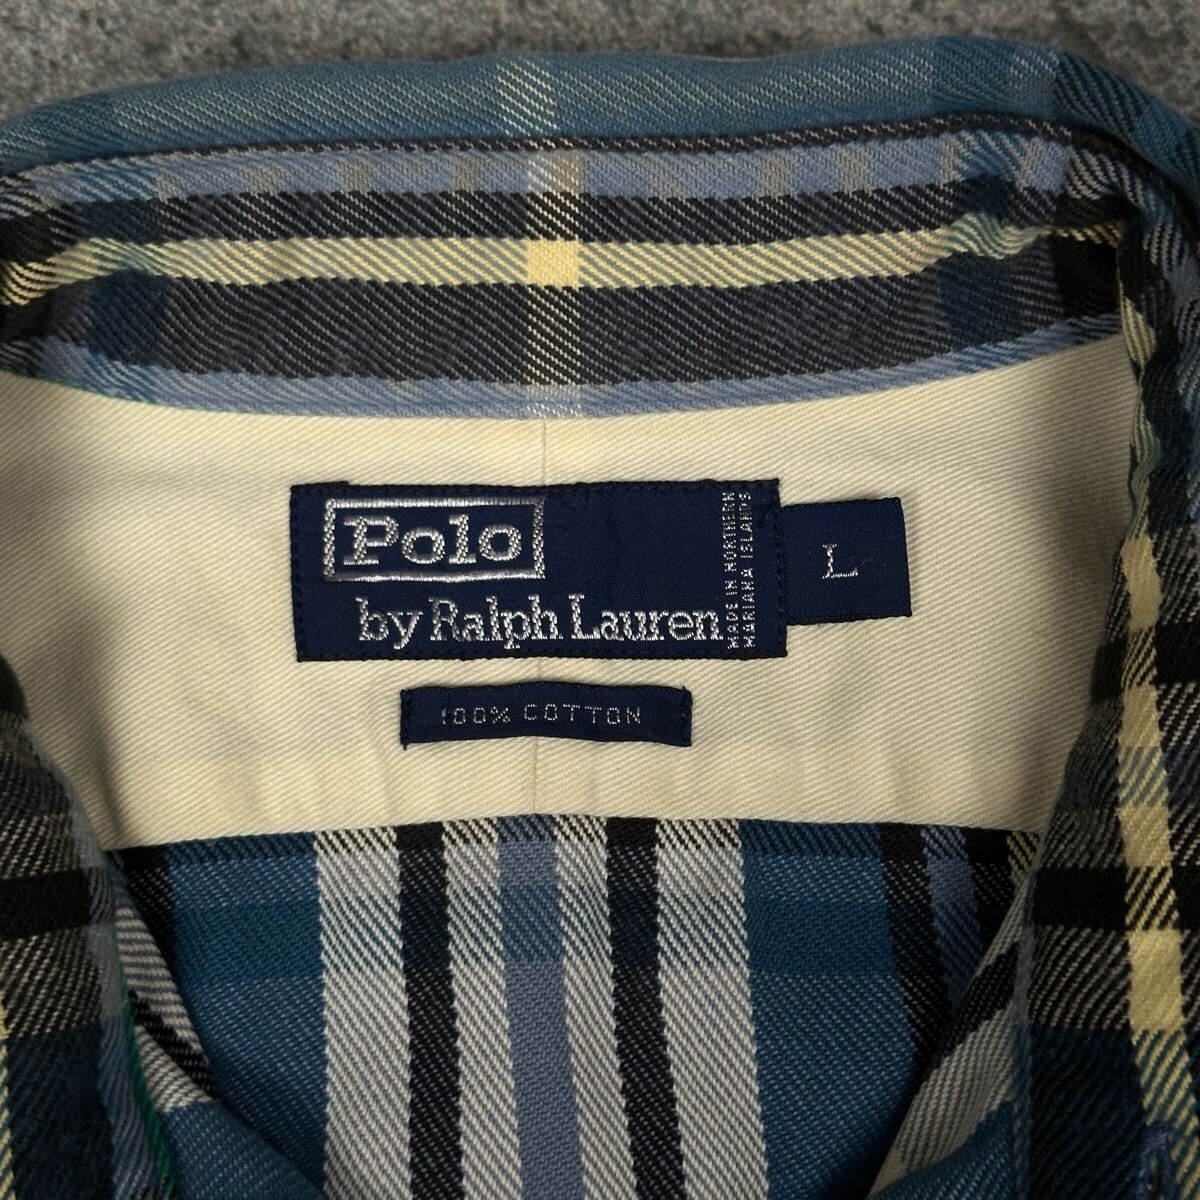 Polo
by Ralph Lauren
MADE IN NORTHERN
MARIANA ISLANDS
L
100% COTTON